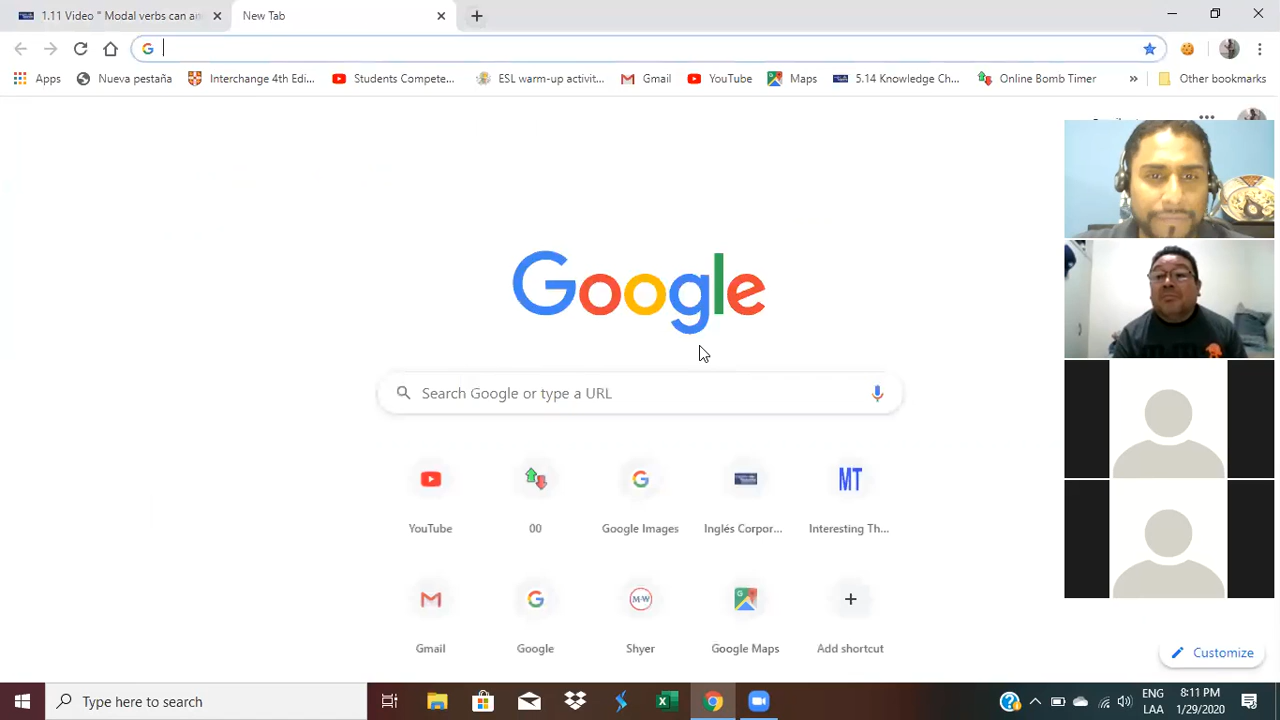 1.11 Video " Modal verbs can an
New Tab
Apps
Nueva pestaña
Interchange 4th Edi...
Students Compete...
ESL warm-up activit...
Gmail
YouTube
Maps
5.14 Knowledge Ch...
Online Bomb Timer
»
Other bookmarks
Google
Search Google or type a URL
MT
YouTube
00
Google Images
Inglés Corpor...
Interesting Th...
M-W
Gmail
Google
Shyer
Google Maps
Add shortcut
Customize
Type here to search
ENG
LAA
8:11 PM
1/29/2020